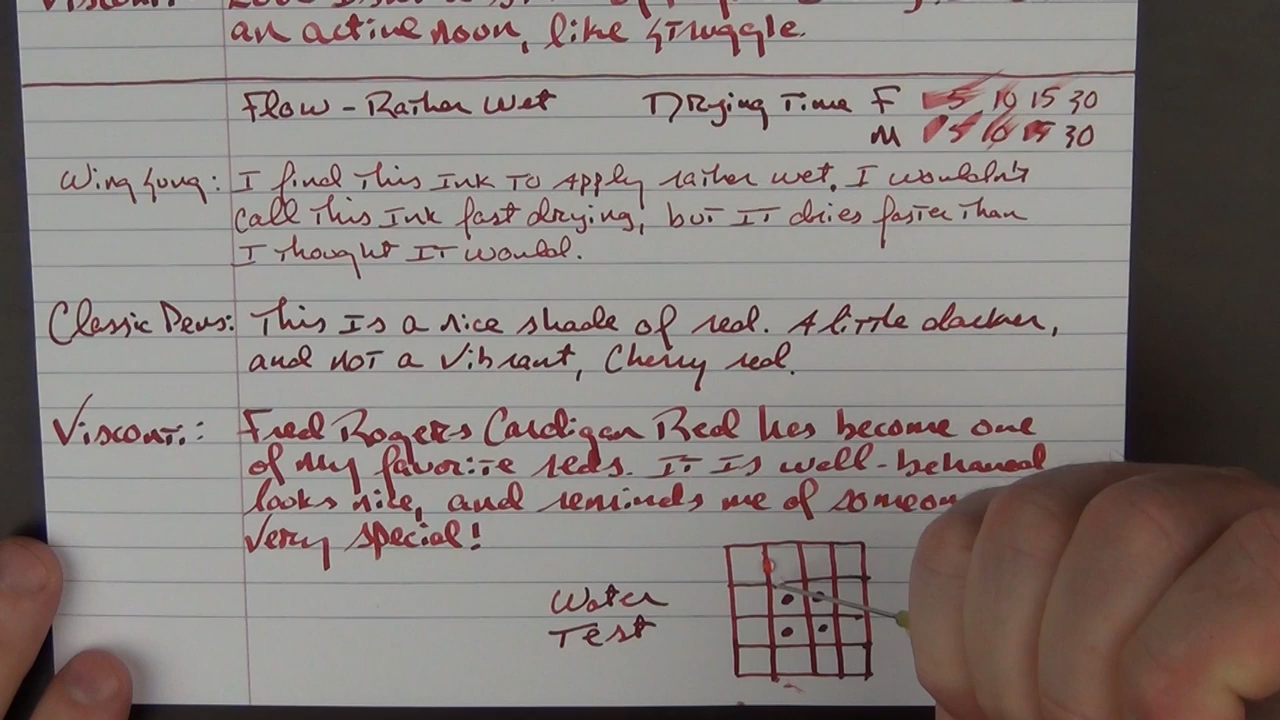 Viscont:
an active noun, like struggle.
Flow - Rather Wet Drying Time F 5 10 15 30
M 5 10 15 30
Wing Sung: I find This Ink To Apply rather wet. I wouldn't
call This Ink fast drying, but IT dries faster Than
I thought IT would.
Classic Pens: This Is a nice shade of red. A little darker,
and not a vibrant, Cherry red.
Visconti: Fred Rogers Cardigan Red has become one
of my favorite reds. IT Is well-behaved
looks nice, and reminds me of
very special!
Water
Test